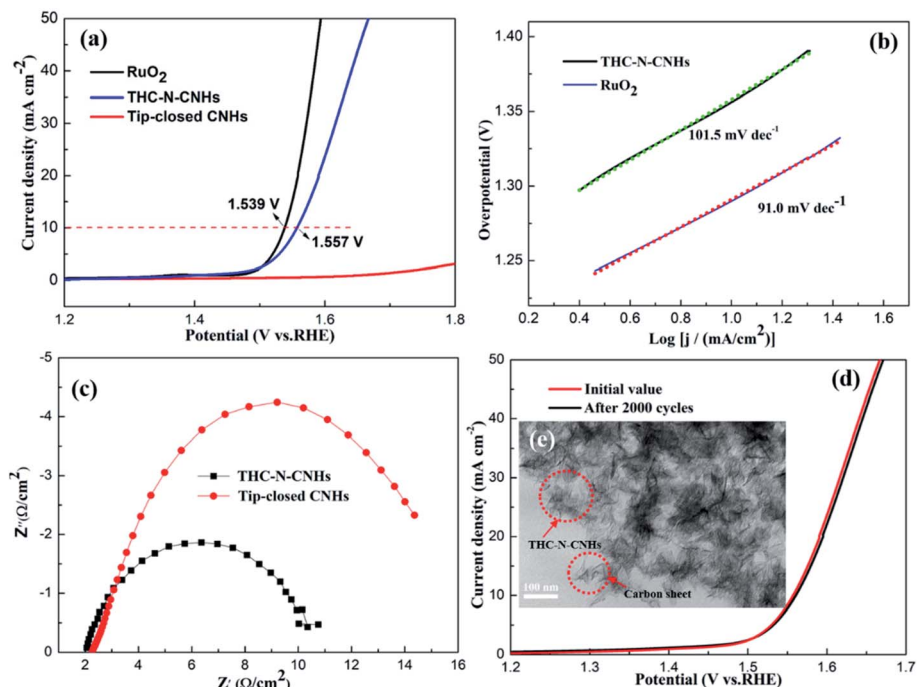 (a)
RuO2
THC-N-CNHs
Tip-closed CNHs
1.539 V
1.557 V
50
40
30
20
10
0
1.2
1.4
1.6
1.8
Current density (mA cm-2)
Potential (V vs.RHE)
(b)
THC-N-CNHs
RuO2
101.5 mV dec-1
91.0 mV dec-1
1.40
1.35
1.30
1.25
0.4
0.6
0.8
1.0
1.2
1.4
1.6
Overpotential (V)
Log [j / (mA/cm2)]
(c)
THC-N-CNHs
Tip-closed CNHs
-5
-4
-3
-2
-1
0
0
2
4
6
8
10
12
14
16
Z''(Ω/cm2)
Z' (Ω/cm2)
(d)
Initial value
After 2000 cycles
(e)
THC-N-CNHs
Carbon sheet
100 nm
50
40
30
20
10
0
1.2
1.3
1.4
1.5
1.6
1.7
Current density (mA cm-2)
Potential (V vs.RHE)